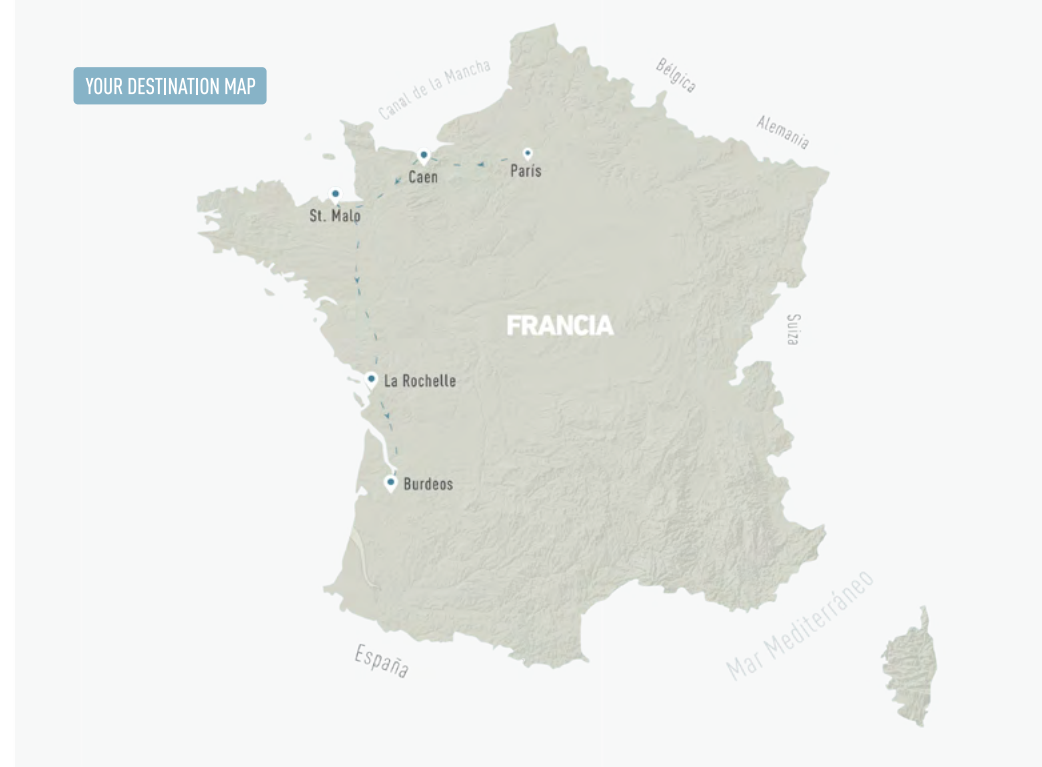 YOUR DESTINATION MAP
Canal de la Mancha
Bélgica
Alemania
París
Caen
St. Malo
FRANCIA
Suiza
La Rochelle
Burdeos
Mar Mediterráneo
España